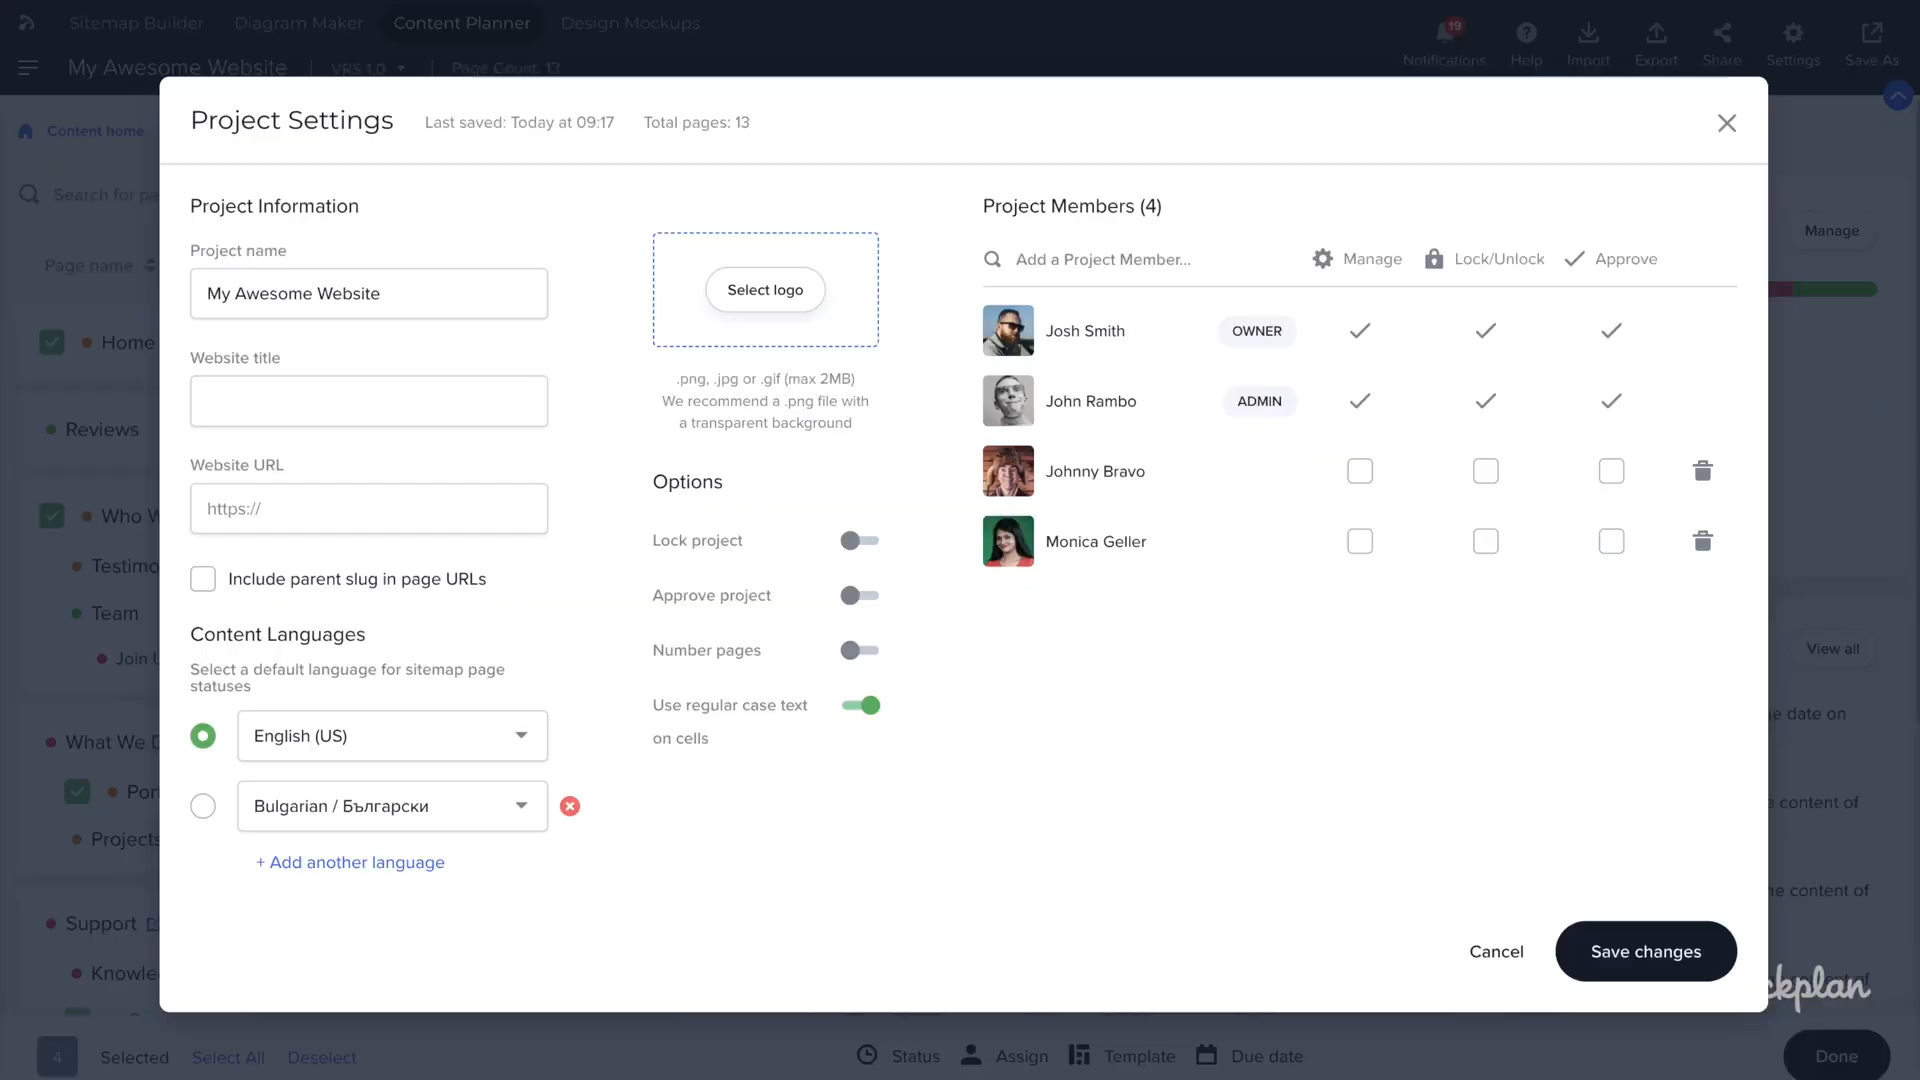 Sitemap Builder
Diagram Maker
Content Planner
Design Mockups
My Awesome Website
VRS 1.0
Page Count: 13
19
Notifications
Help
Import
Export
Share
Settings
Save As
Content home
Search for pa
Page name
Home
Reviews
Who W
Testimo
Team
Join U
What We D
Por
Projects
Support
Knowle
Project Settings
Last saved: Today at 09:17
Total pages: 13
Project Information
Project name
My Awesome Website
Website title
Website URL
https://
Include parent slug in page URLs
Content Languages
Select a default language for sitemap page
statuses
English (US)
Bulgarian / Български
+ Add another language
Select logo
.png, .jpg or .gif (max 2MB)
We recommend a .png file with
a transparent background
Options
Lock project
Approve project
Number pages
Use regular case text
on cells
Project Members (4)
Add a Project Member...
Manage
Lock/Unlock
Approve
Josh Smith
OWNER
John Rambo
ADMIN
Johnny Bravo
Monica Geller
Cancel
Save changes
Manage
View all
e date on
e content of
he content of
content of
ckplan
4
Selected
Select All
Deselect
Status
Assign
Template
Due date
Done